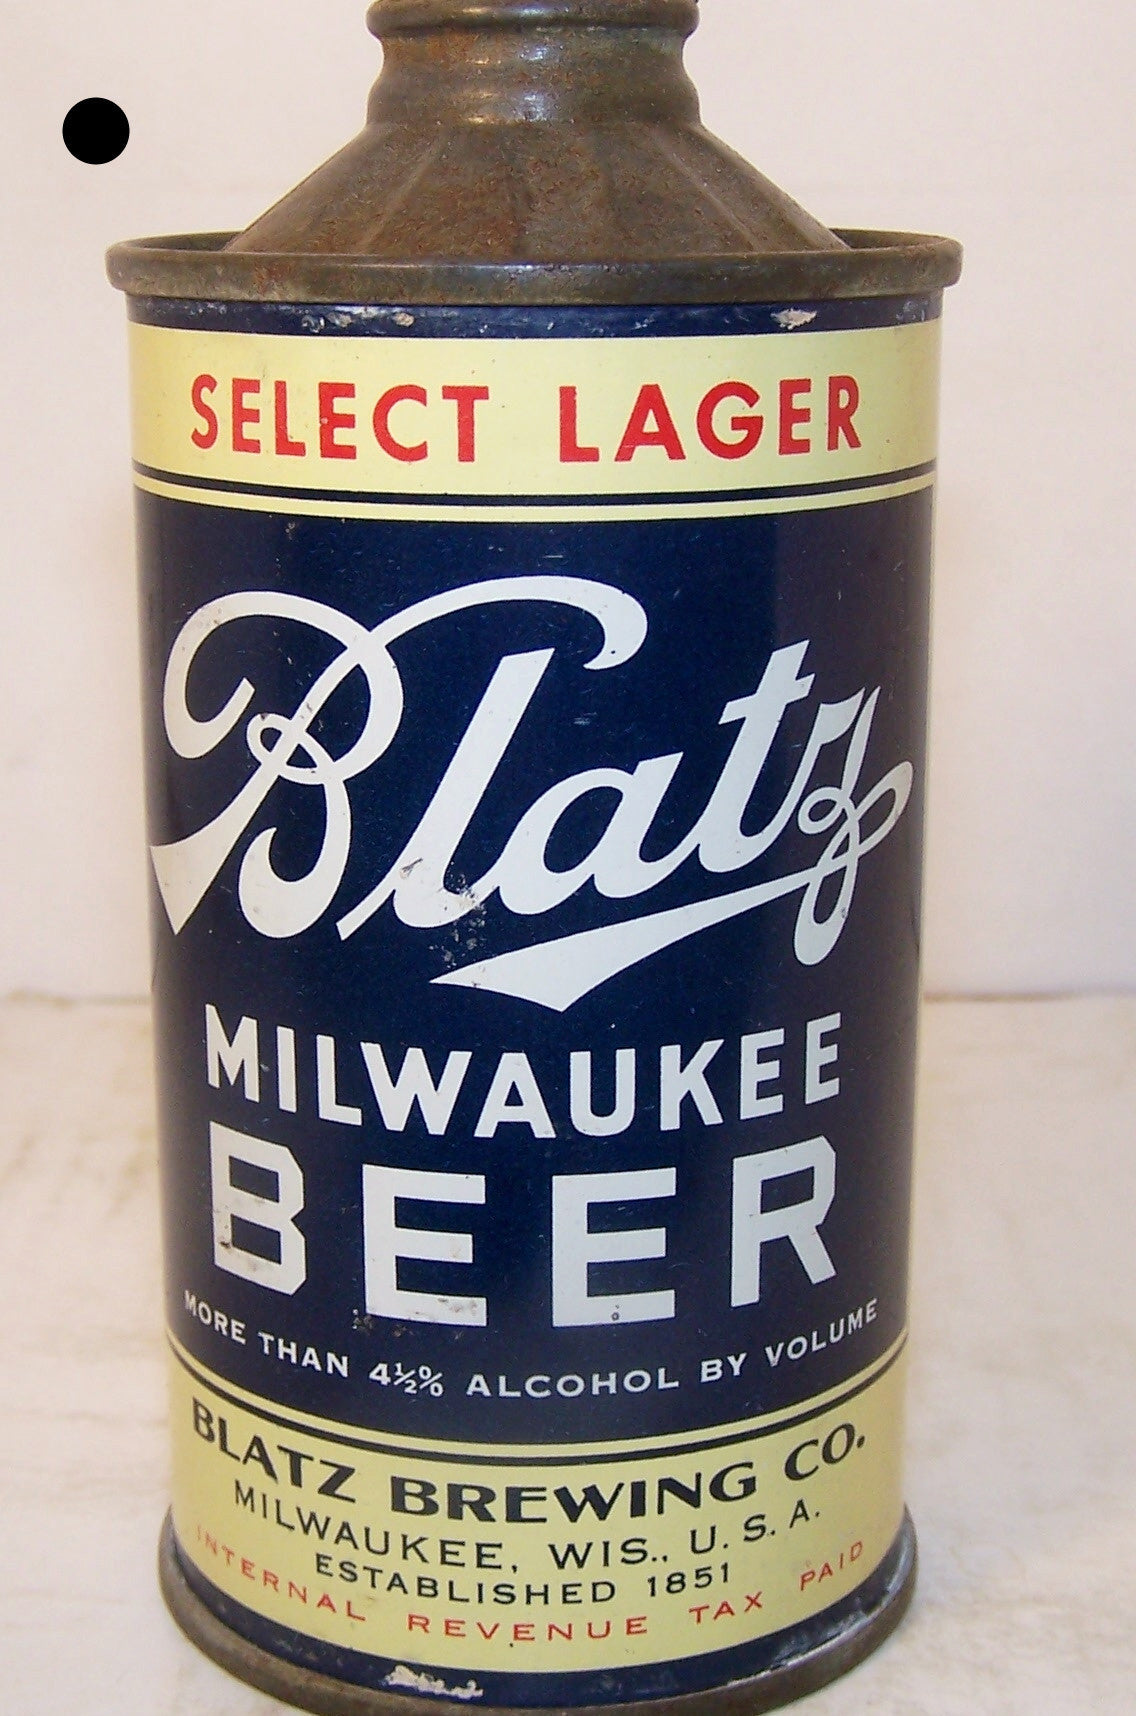 SELECT LAGER
Blatz
MILWAUKEE
BEER
MORE THAN 4½% ALCOHOL BY VOLUME
BLATZ BREWING CO.
MILWAUKEE, WIS., U. S. A.
ESTABLISHED 1851
INTERNAL REVENUE TAX PAID